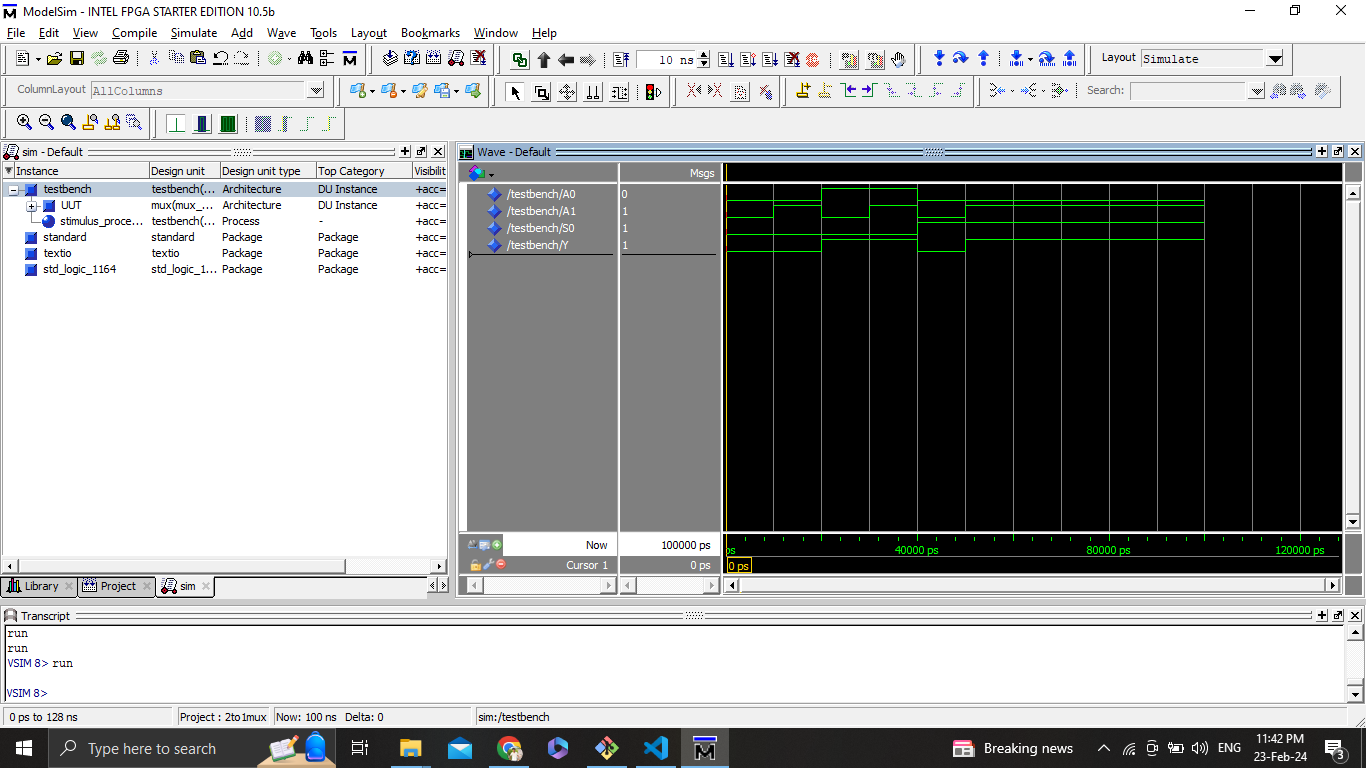 ModelSim - INTEL FPGA STARTER EDITION 10.5b
File Edit View Compile Simulate Add Wave Tools Layout Bookmarks Window Help
10 ns
Layout Simulate
ColumnLayout AllColumns
Search:
sim - Default
Instance Design unit Design unit type Top Category Visibilit
testbench testbench(... Architecture DU Instance +acc=
UUT mux(mux_... Architecture DU Instance +acc=
stimulus_proce... testbench(... Process - +acc=
standard standard Package Package +acc=
textio textio Package Package +acc=
std_logic_1164 std_logic_1... Package Package +acc=
Library Project sim
Wave - Default
Msgs
/testbench/A0 0
/testbench/A1 1
/testbench/S0 1
/testbench/Y 1
Now 100000 ps
ps 40000 ps 80000 ps 120000 ps
Cursor 1 0 ps
0 ps
Transcript
run
run
VSIM 8> run
VSIM 8>
0 ps to 128 ns Project : 2to1mux Now: 100 ns Delta: 0 sim:/testbench
Type here to search
Breaking news
ENG
11:42 PM
23-Feb-24
3